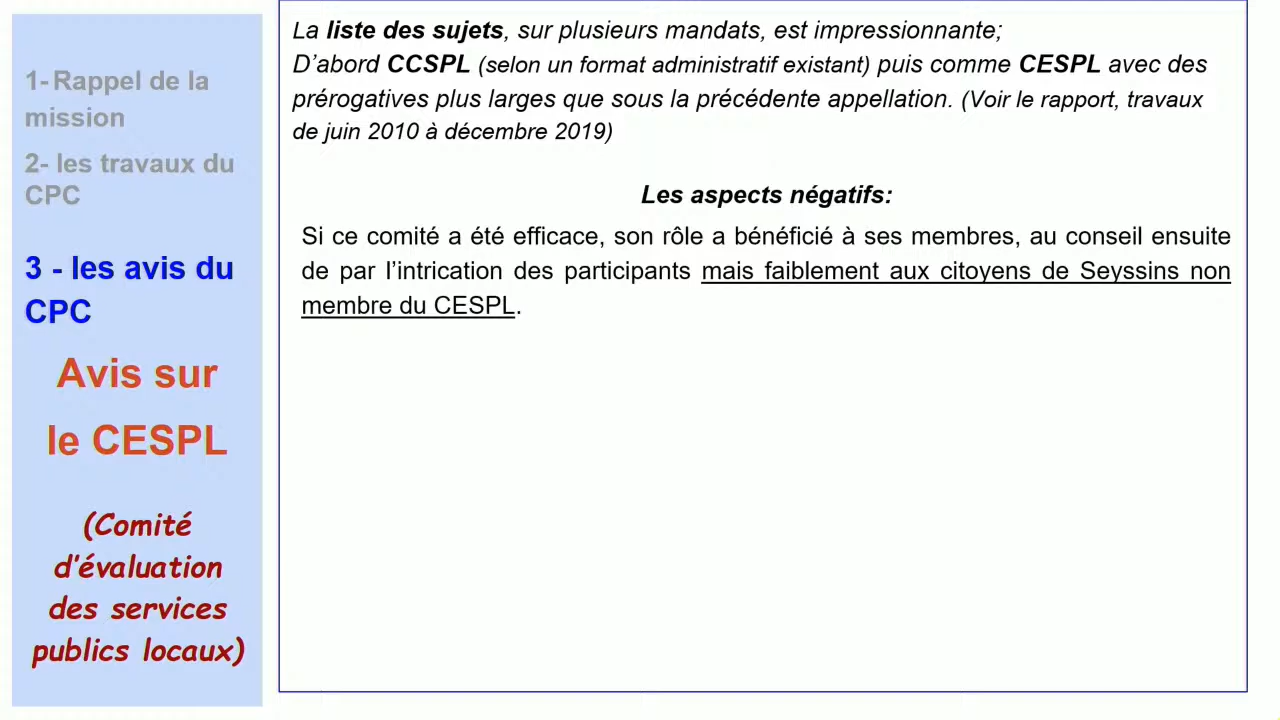 1- Rappel de la
mission
2- les travaux du
CPC
3 - les avis du
CPC
Avis sur
le CESPL
(Comité
d'évaluation
des services
publics locaux)
La liste des sujets, sur plusieurs mandats, est impressionnante;
D’abord CCSPL (selon un format administratif existant) puis comme CESPL avec des
prérogatives plus larges que sous la précédente appellation. (Voir le rapport, travaux
de juin 2010 à décembre 2019)
Les aspects négatifs:
Si ce comité a été efficace, son rôle a bénéficié à ses membres, au conseil ensuite
de par l’intrication des participants mais faiblement aux citoyens de Seyssins non
membre du CESPL.